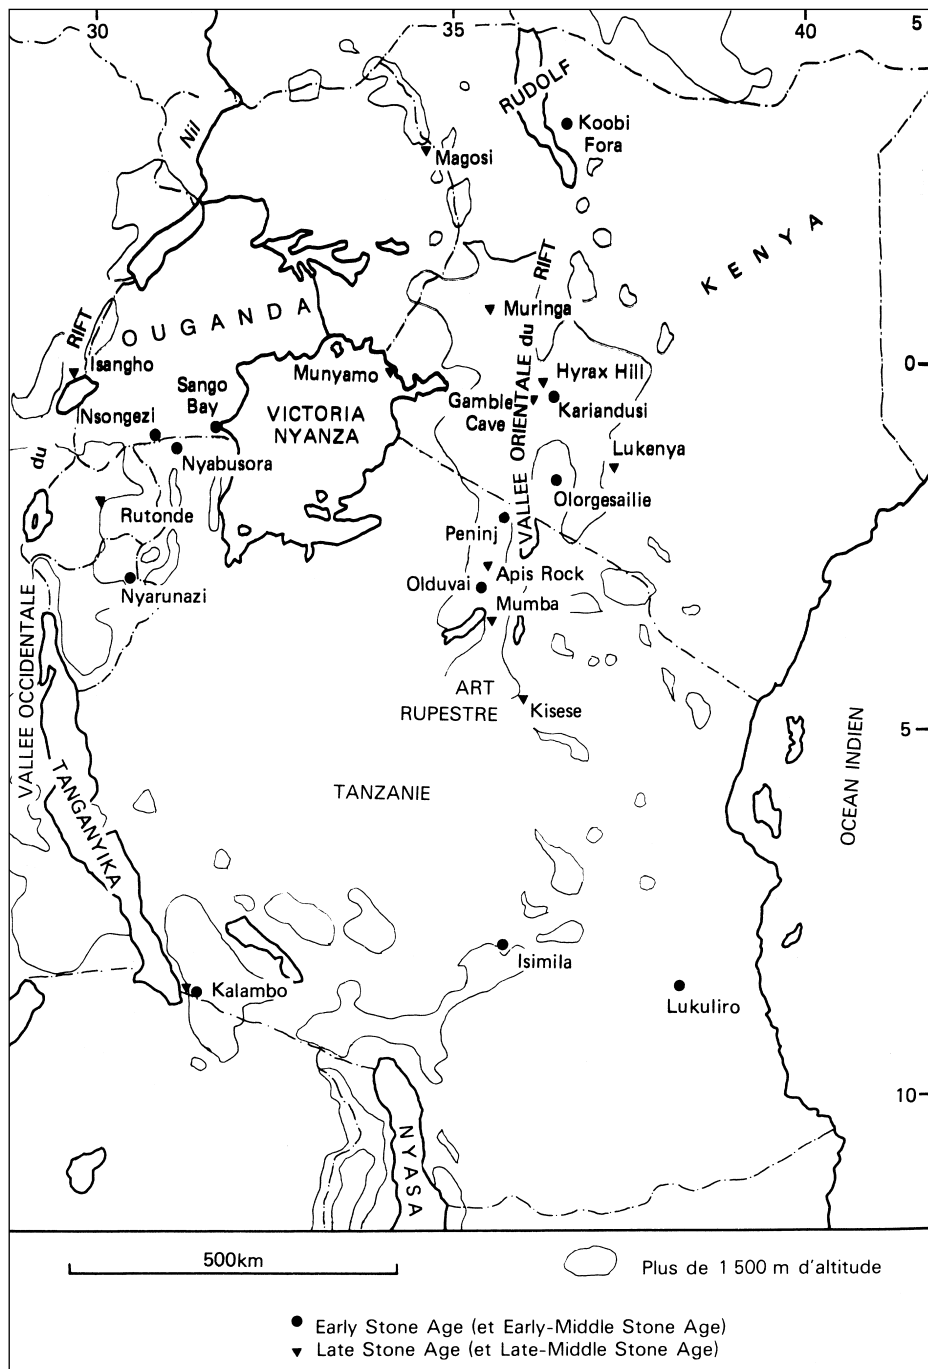 30
35
40
5
RUDOLF
Koobi
Fora
Nil
Magosi
KENYA
RIFT
OUGANDA
Muringa
RIFT
Isangho
Sango
Bay
Munyamo
0
Hyrax Hill
Gamble
Cave
Kariandusi
Nsongezi
VICTORIA
NYANZA
VALLEE ORIENTALE du
Lukenya
du
Nyabusora
Olorgesailie
Rutonde
Peninj
Apis Rock
Olduvai
Nyarunazi
Mumba
VALLEE OCCIDENTALE
ART
RUPESTRE
Kisese
5
OCEAN INDIEN
TANZANIE
TANGANYIKA
Isimila
Kalambo
Lukuliro
10
NYASA
500km
Plus de 1 500 m d'altitude
Early Stone Age (et Early-Middle Stone Age)
Late Stone Age (et Late-Middle Stone Age)